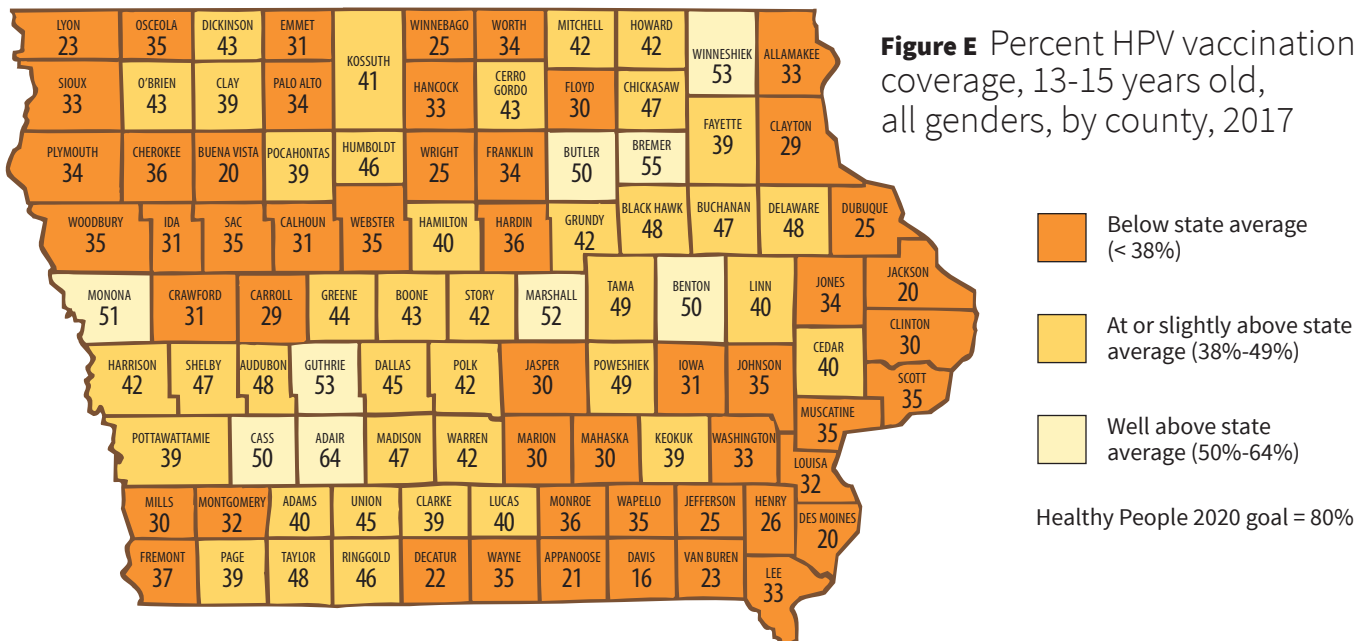 Figure E Percent HPV vaccination
coverage, 13-15 years old,
all genders, by county, 2017
LYON
23
OSCEOLA
35
DICKINSON
43
EMMET
31
KOSSUTH
41
WINNEBAGO
25
WORTH
34
MITCHELL
42
HOWARD
42
WINNESHIEK
53
ALLAMAKEE
33
SIOUX
33
O'BRIEN
43
CLAY
39
PALO ALTO
34
HANCOCK
33
CERRO
GORDO
43
FLOYD
30
CHICKASAW
47
FAYETTE
39
CLAYTON
29
PLYMOUTH
34
CHEROKEE
36
BUENA VISTA
20
POCAHONTAS
39
HUMBOLDT
46
WRIGHT
25
FRANKLIN
34
BUTLER
50
BREMER
55
WOODBURY
35
IDA
31
SAC
35
CALHOUN
31
WEBSTER
35
HAMILTON
40
HARDIN
36
GRUNDY
42
BLACK HAWK
48
BUCHANAN
47
DELAWARE
48
DUBUQUE
25
MONONA
51
CRAWFORD
31
CARROLL
29
GREENE
44
BOONE
43
STORY
42
MARSHALL
52
TAMA
49
BENTON
50
LINN
40
JONES
34
JACKSON
20
CLINTON
30
HARRISON
42
SHELBY
47
AUDUBON
48
GUTHRIE
53
DALLAS
45
POLK
42
JASPER
30
POWESHIEK
49
IOWA
31
JOHNSON
35
CEDAR
40
SCOTT
35
MUSCATINE
35
POTTAWATTAMIE
39
CASS
50
ADAIR
64
MADISON
47
WARREN
42
MARION
30
MAHASKA
30
KEOKUK
39
WASHINGTON
33
LOUISA
32
MILLS
30
MONTGOMERY
32
ADAMS
40
UNION
45
CLARKE
39
LUCAS
40
MONROE
36
WAPELLO
35
JEFFERSON
25
HENRY
26
DES MOINES
20
FREMONT
37
PAGE
39
TAYLOR
48
RINGGOLD
46
DECATUR
22
WAYNE
35
APPANOOSE
21
DAVIS
16
VAN BUREN
23
LEE
33
Below state average
(< 38%)
At or slightly above state
average (38%-49%)
Well above state
average (50%-64%)
Healthy People 2020 goal = 80%